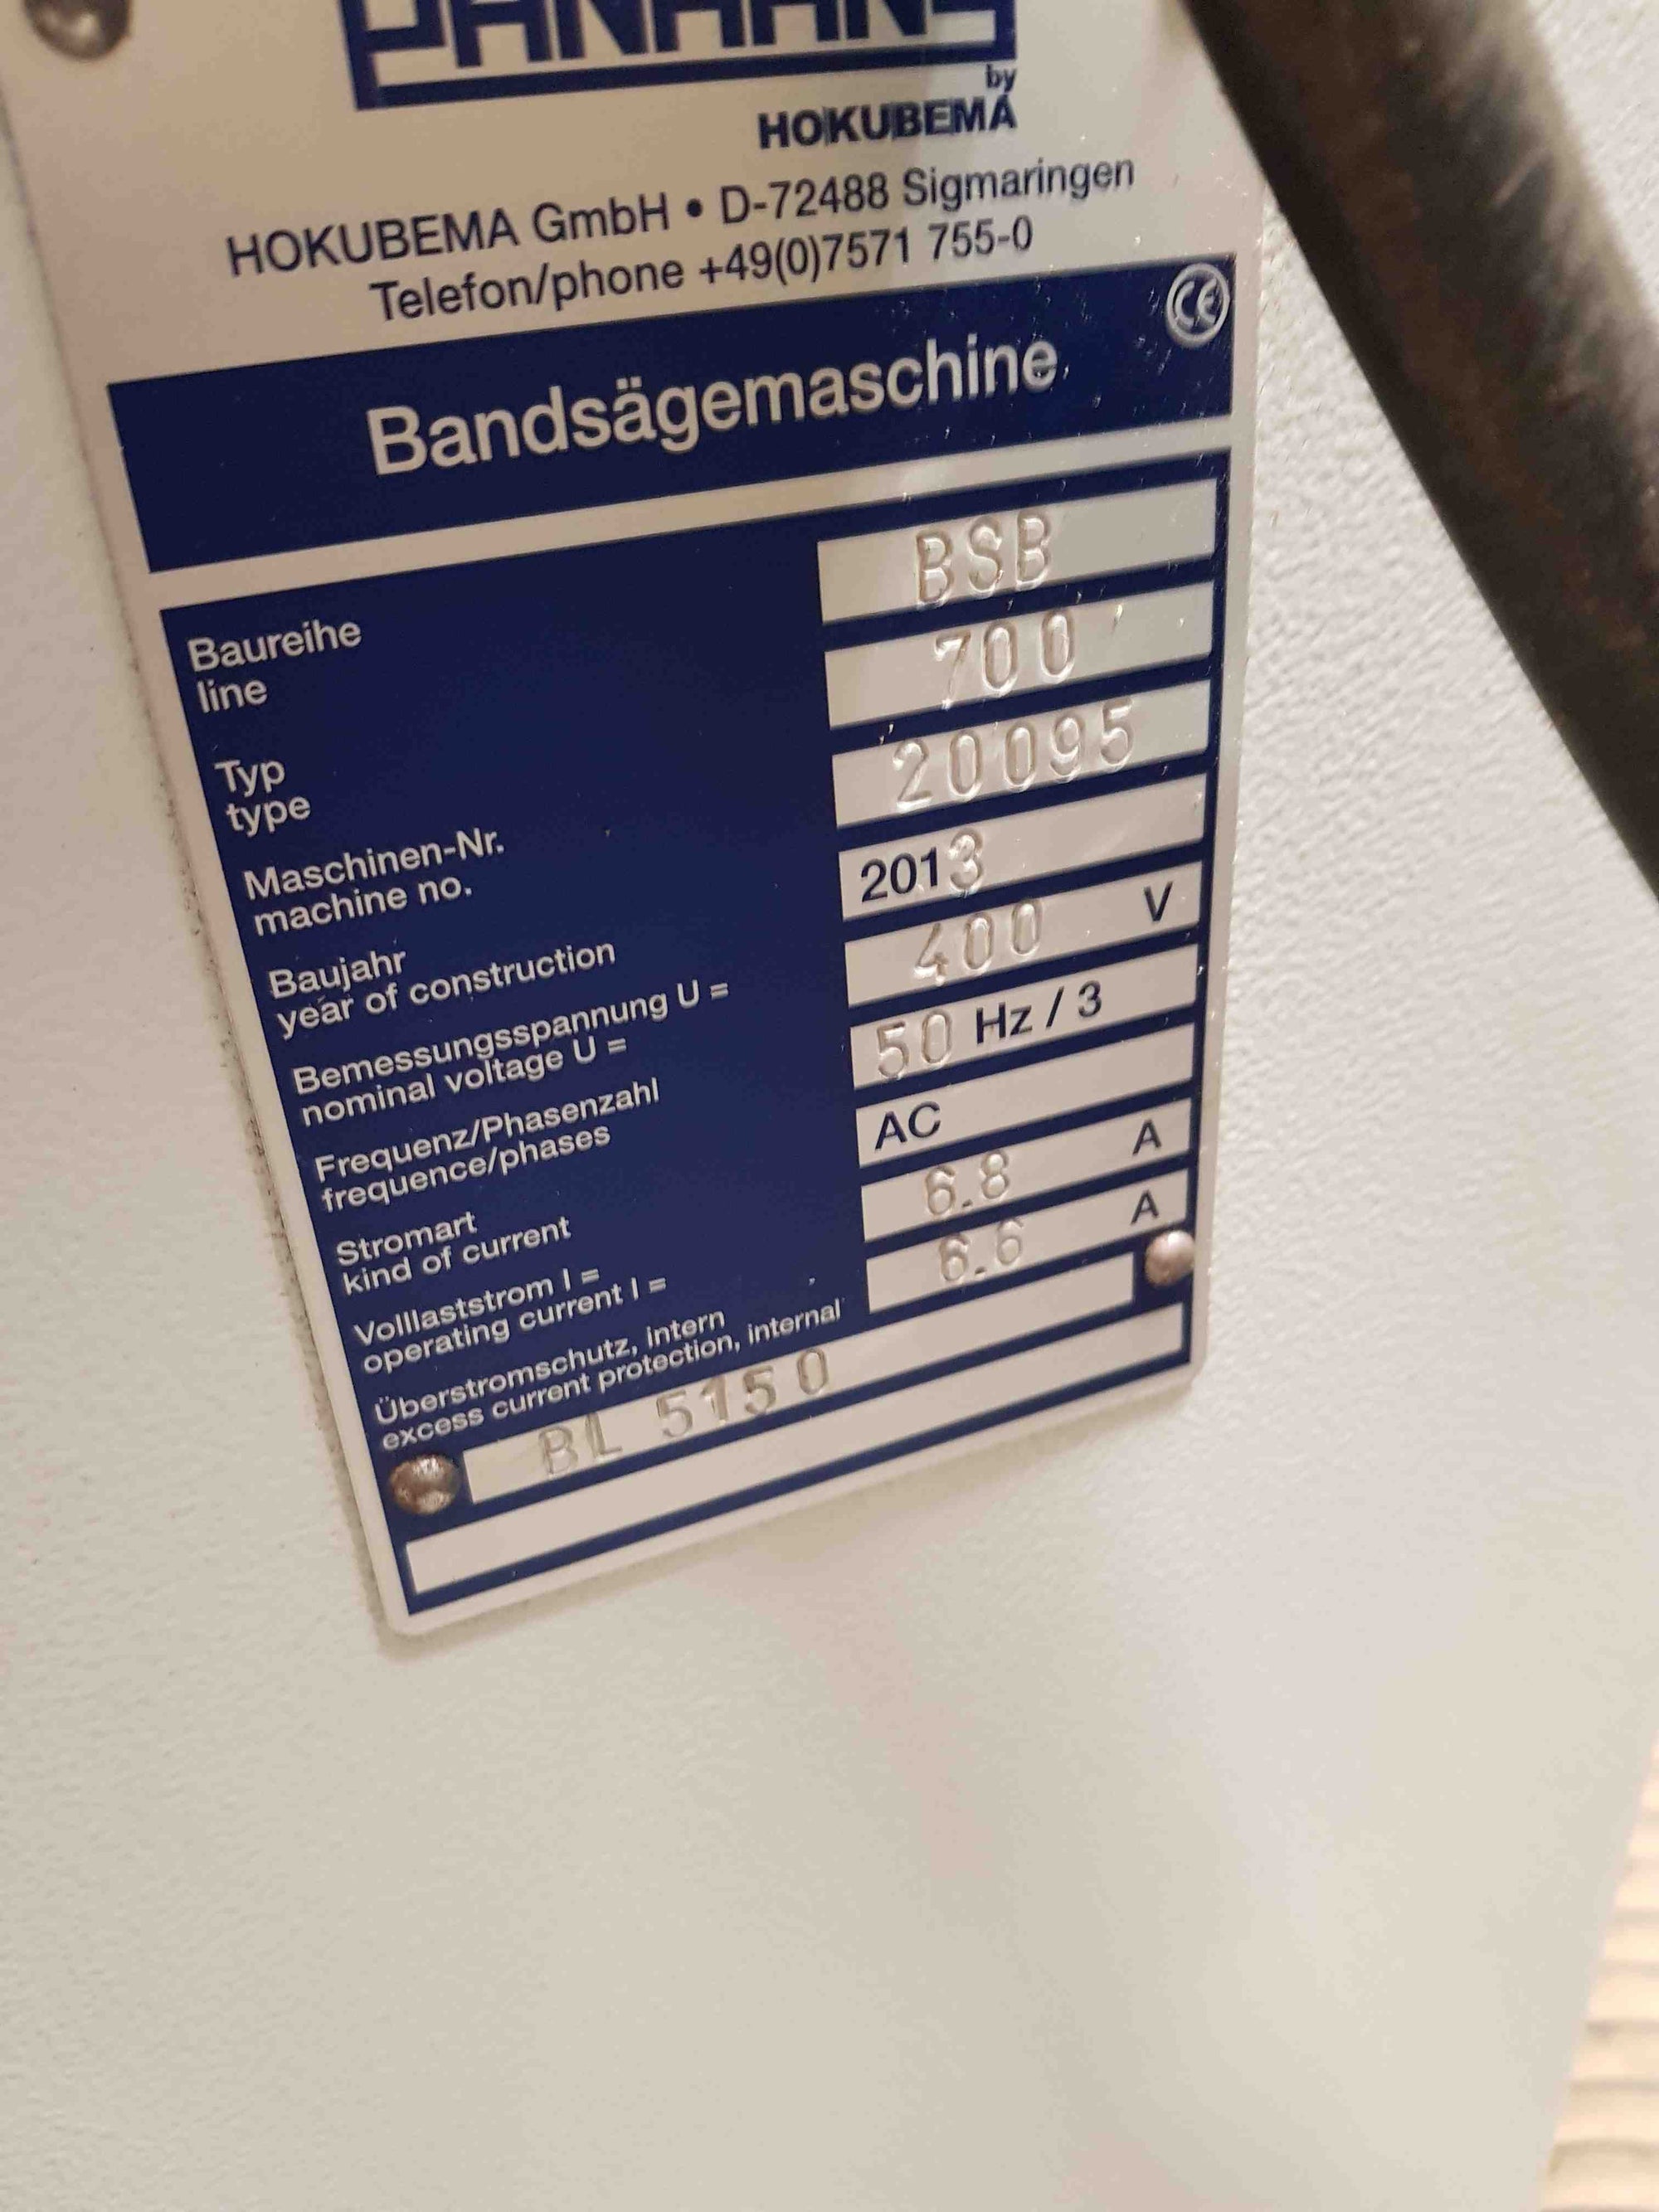 PANHANS
by
HOKUBEMA
HOKUBEMA GmbH • D-72488 Sigmaringen
Telefon/phone +49(0)7571 755-0
CE
Bandsägemaschine
Baureihe
line
BSB
Typ
type
700
Maschinen-Nr.
machine no.
20095
Baujahr
year of construction
2013
Bemessungsspannung U =
nominal voltage U =
400 V
Frequenz/Phasenzahl
frequence/phases
50 Hz / 3
Stromart
kind of current
AC
Volllaststrom I =
operating current I =
6.8 A
Überstromschutz, intern
excess current protection, internal
6.6 A
BL 5150